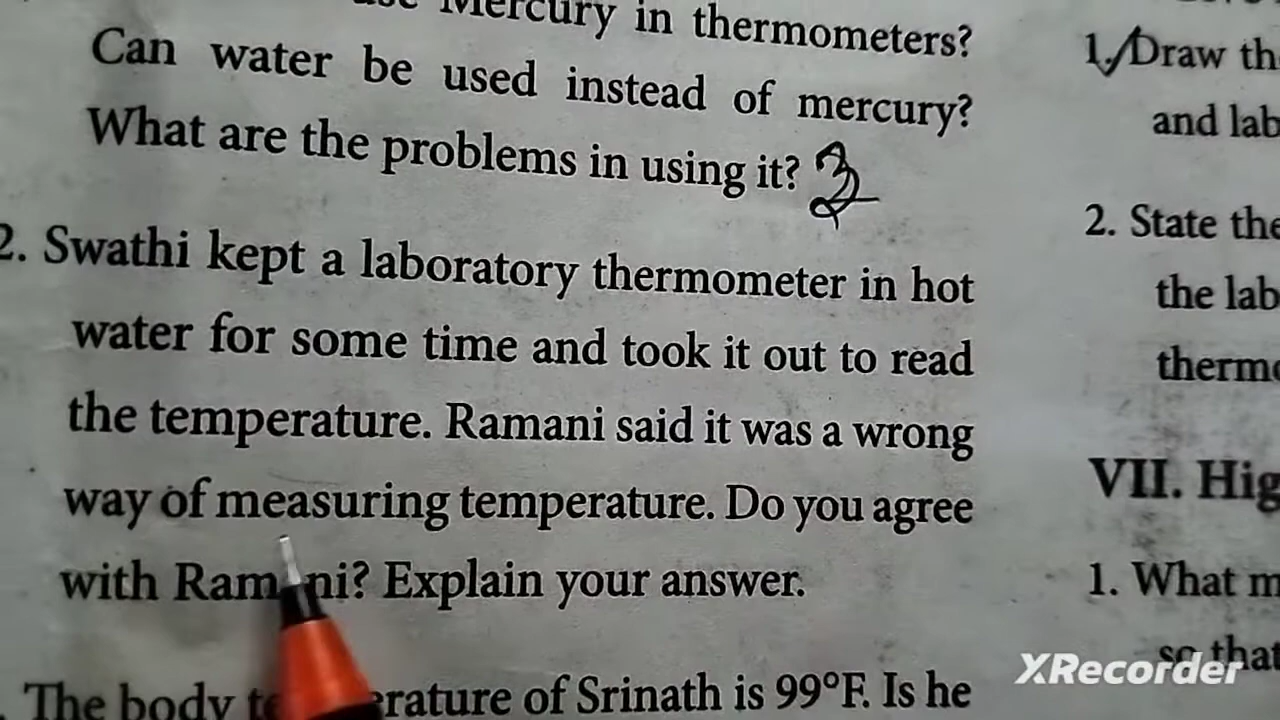 Mercury in thermometers?
Can water be used instead of mercury?
What are the problems in using it?
2. Swathi kept a laboratory thermometer in hot
water for some time and took it out to read
the temperature. Ramani said it was a wrong
way of measuring temperature. Do you agree
with Ramani? Explain your answer.
The body temperature of Srinath is 99°F. Is he
1. Draw th
and lab
2. State the
the lab
thermo
VII. Hig
1. What m
so that
XRecorder